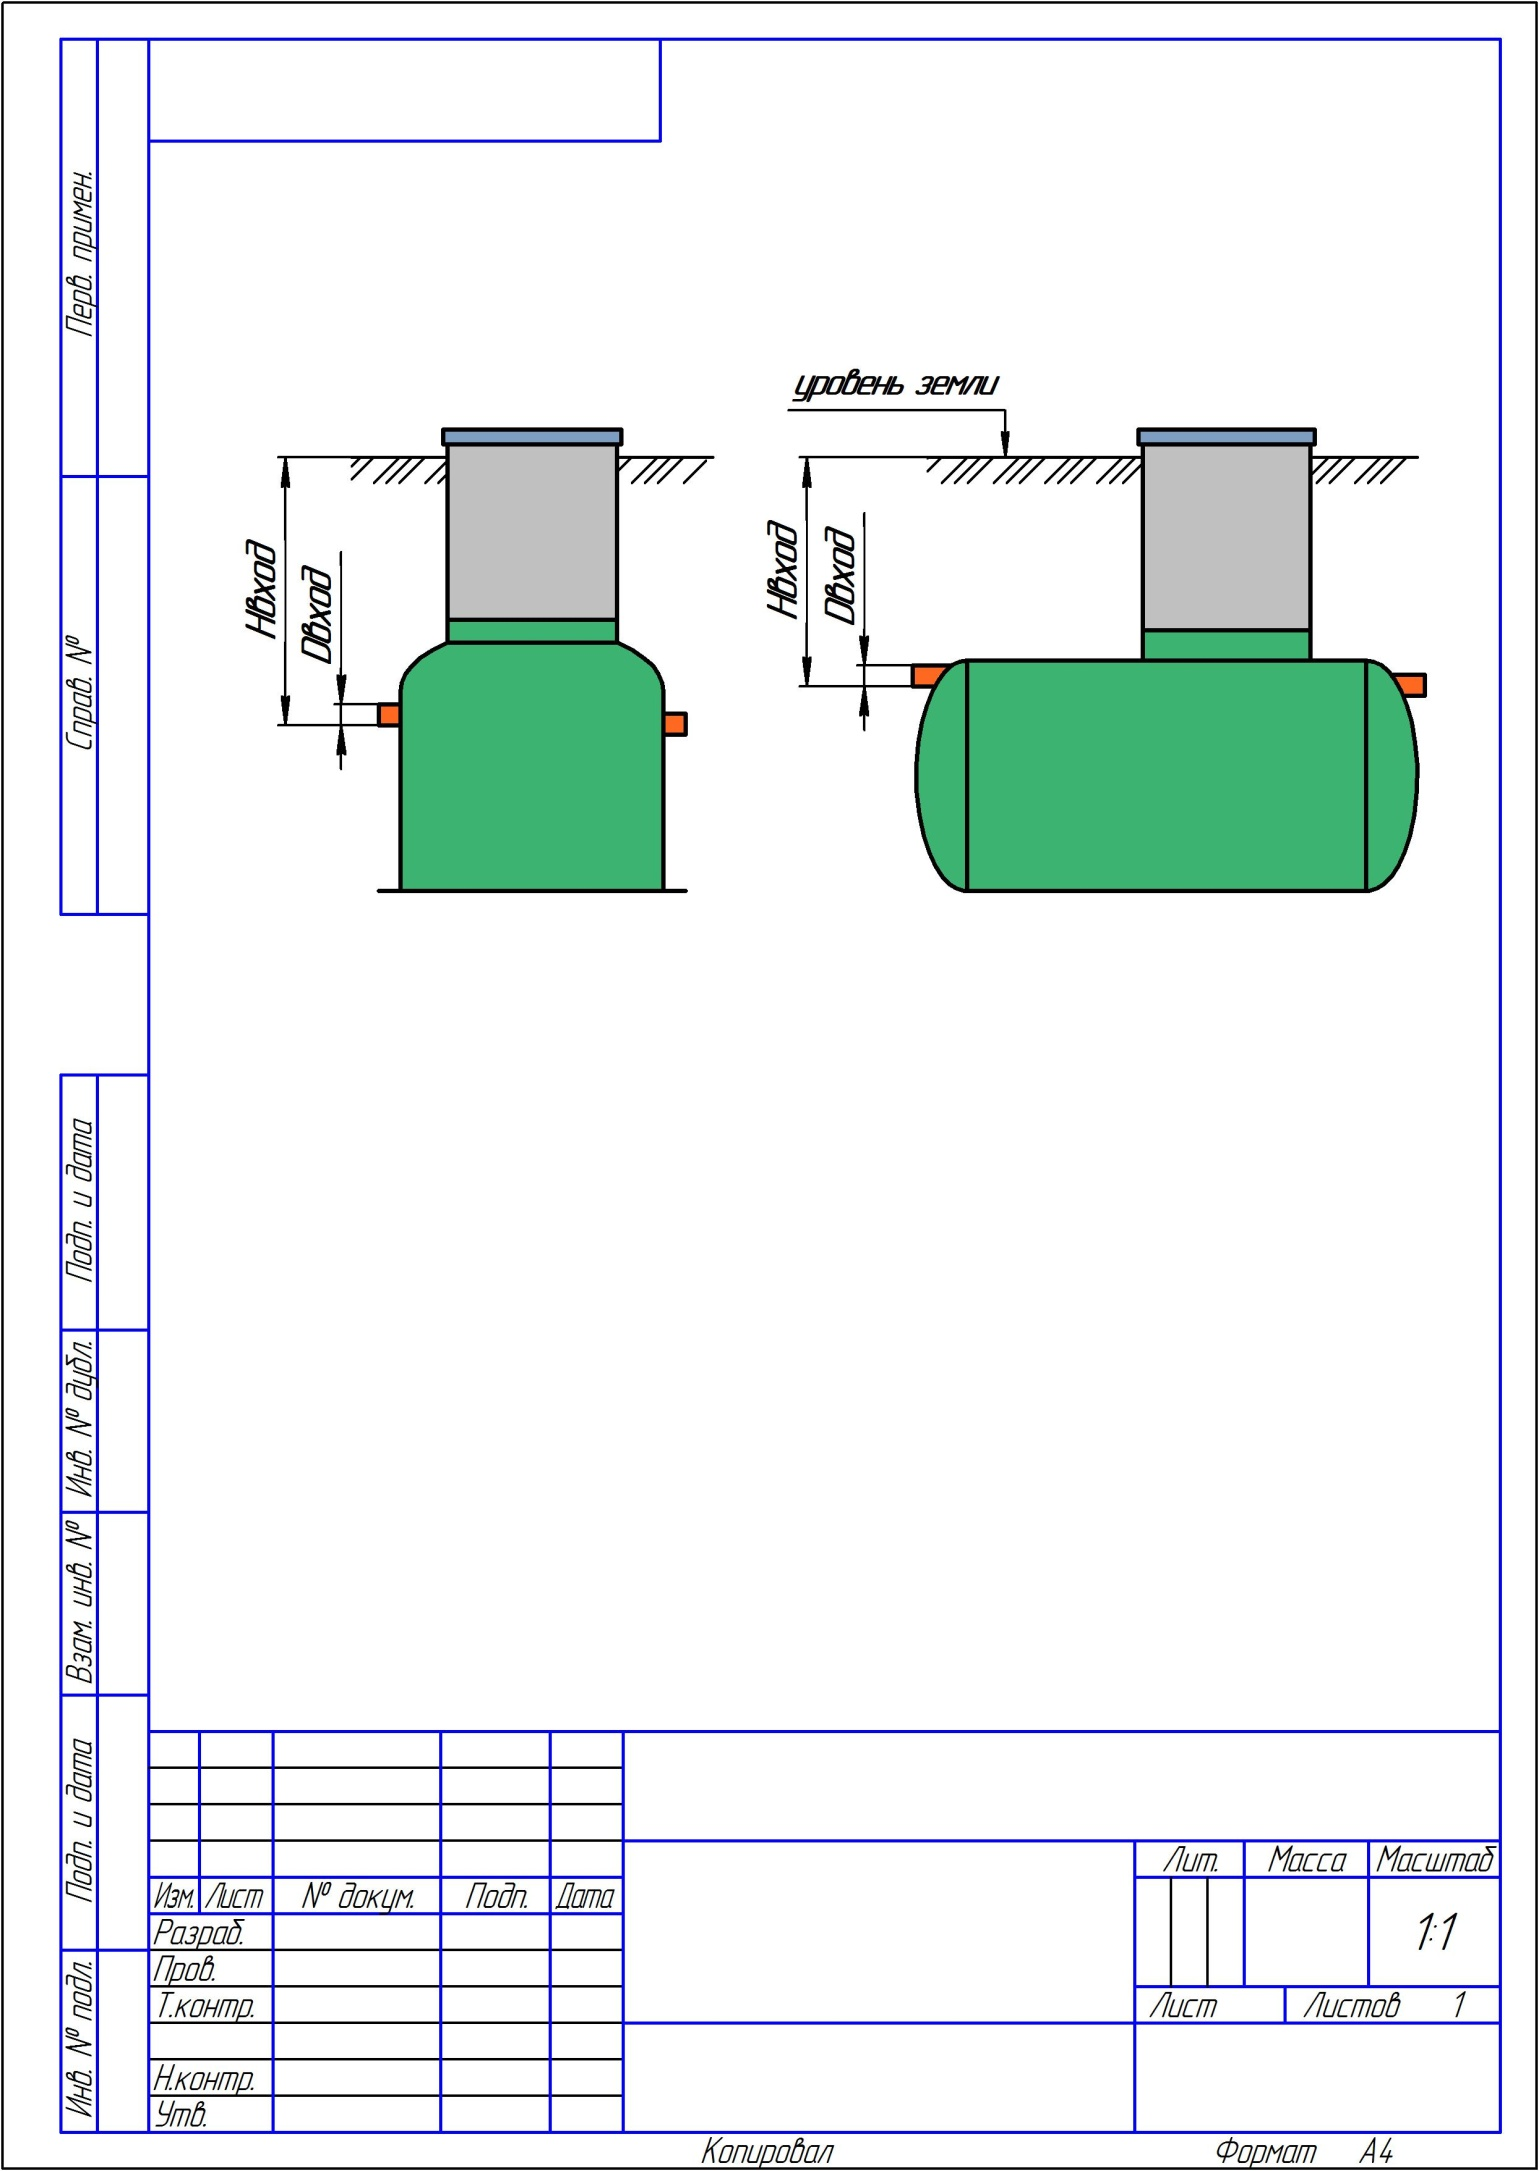 Перв. примен.
Справ. №
Подп. и дата
Инв. № дубл.
Взам. инв. №
Подп. и дата
Инв. № подл.
уровень земли
Hвход
Dвход
Hвход
Dвход
Изм. Лист № докум. Подп. Дата
Разраб.
Пров.
Т.контр.
Н.контр.
Утв.
Лит. Масса Масштаб
1:1
Лист Листов 1
Копировал Формат А4